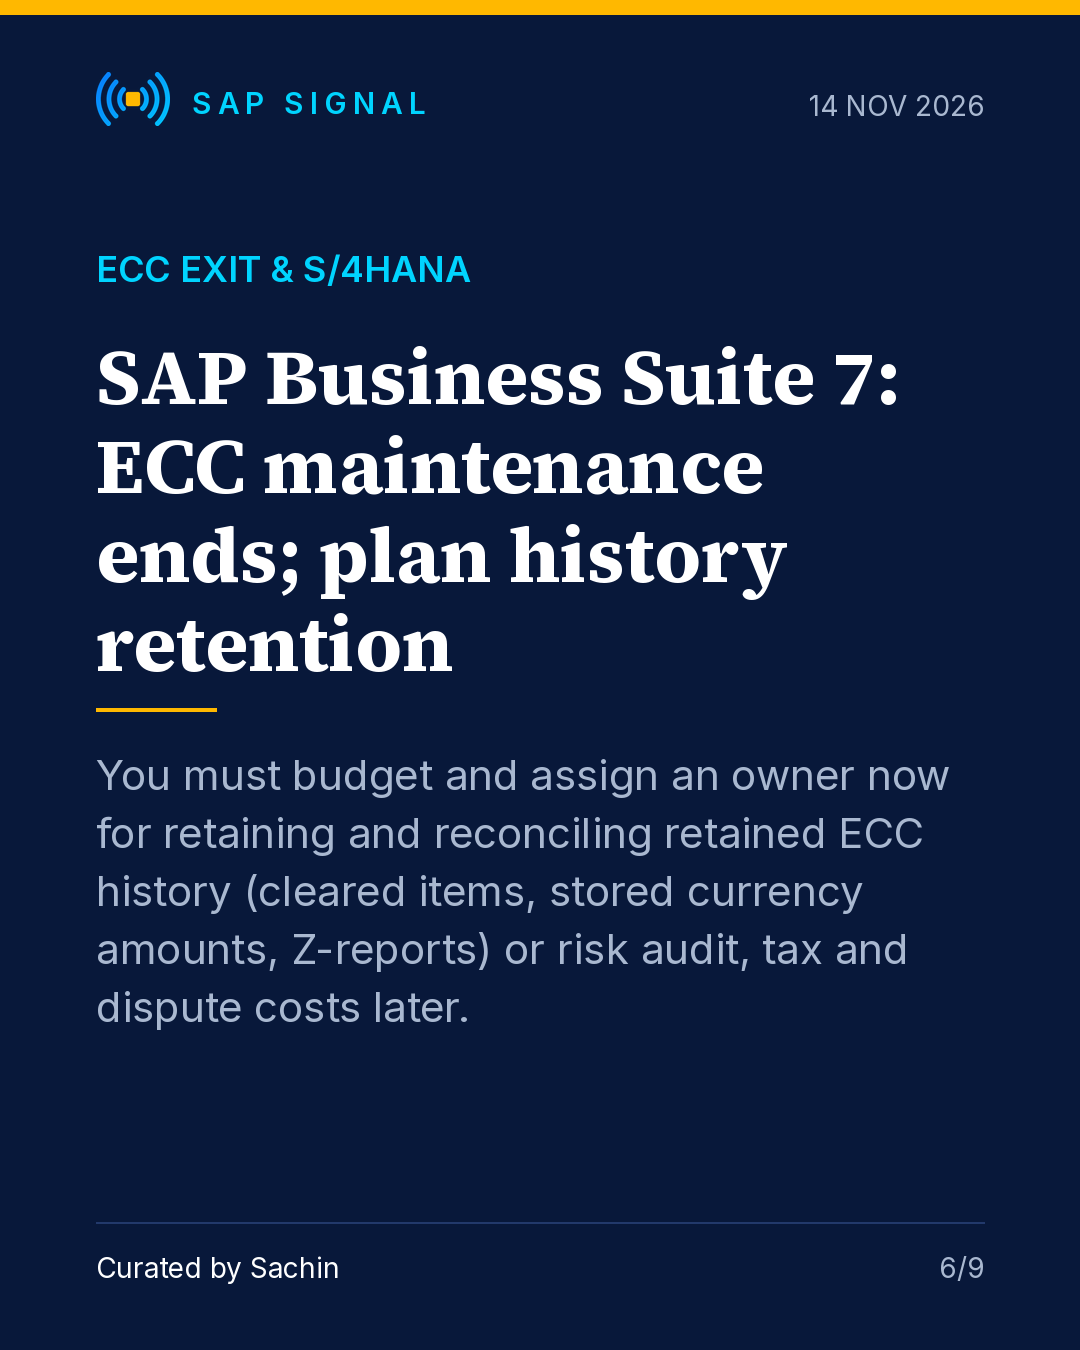 SAP SIGNAL
14 NOV 2026
ECC EXIT & S/4HANA
SAP Business Suite 7:
ECC maintenance
ends; plan history
retention
You must budget and assign an owner now
for retaining and reconciling retained ECC
history (cleared items, stored currency
amounts, Z-reports) or risk audit, tax and
dispute costs later.
Curated by Sachin
6/9